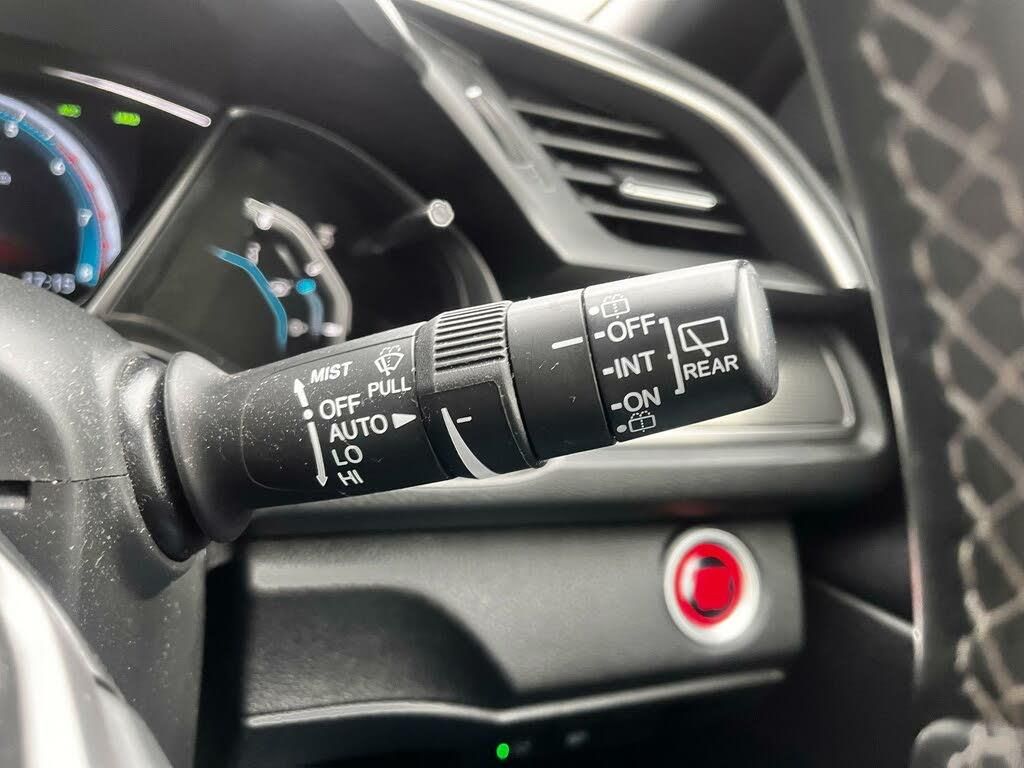 MIST
PULL
OFF
AUTO
LO
HI
OFF
INT
ON
REAR